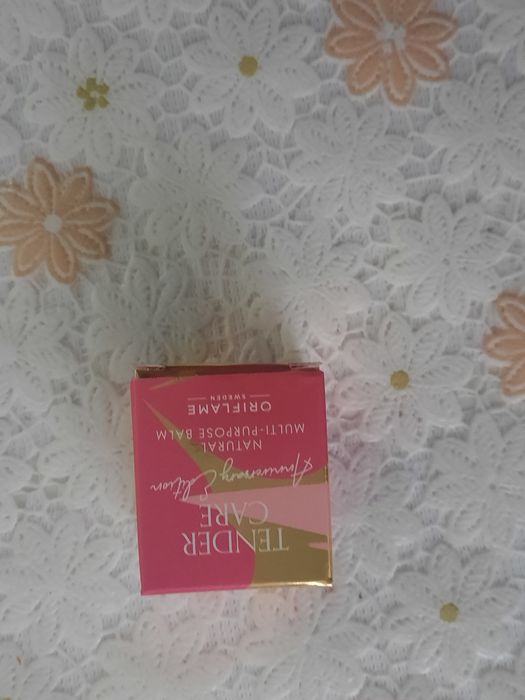 TENDER
CARE
Anniversary Edition
NATURAL
MULTI-PURPOSE BALM
ORIFLAME
SWEDEN